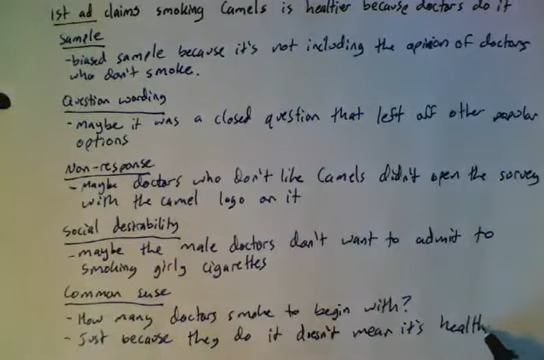 1st ad claims smoking Camels is healthier because doctors do it
Sample
-biased sample because it's not including the opinion of doctors
who don't smoke.
Question wording
-maybe it was a closed question that left off other popular
options
Non-response
-maybe doctors who don't like Camels didn't open the survey
with the camel logo on it
Social desirability
-maybe the male doctors don't want to admit to
smoking girly cigarettes
Common sense
-How many doctors smoke to begin with?
-Just because they do it doesn't mean it's health